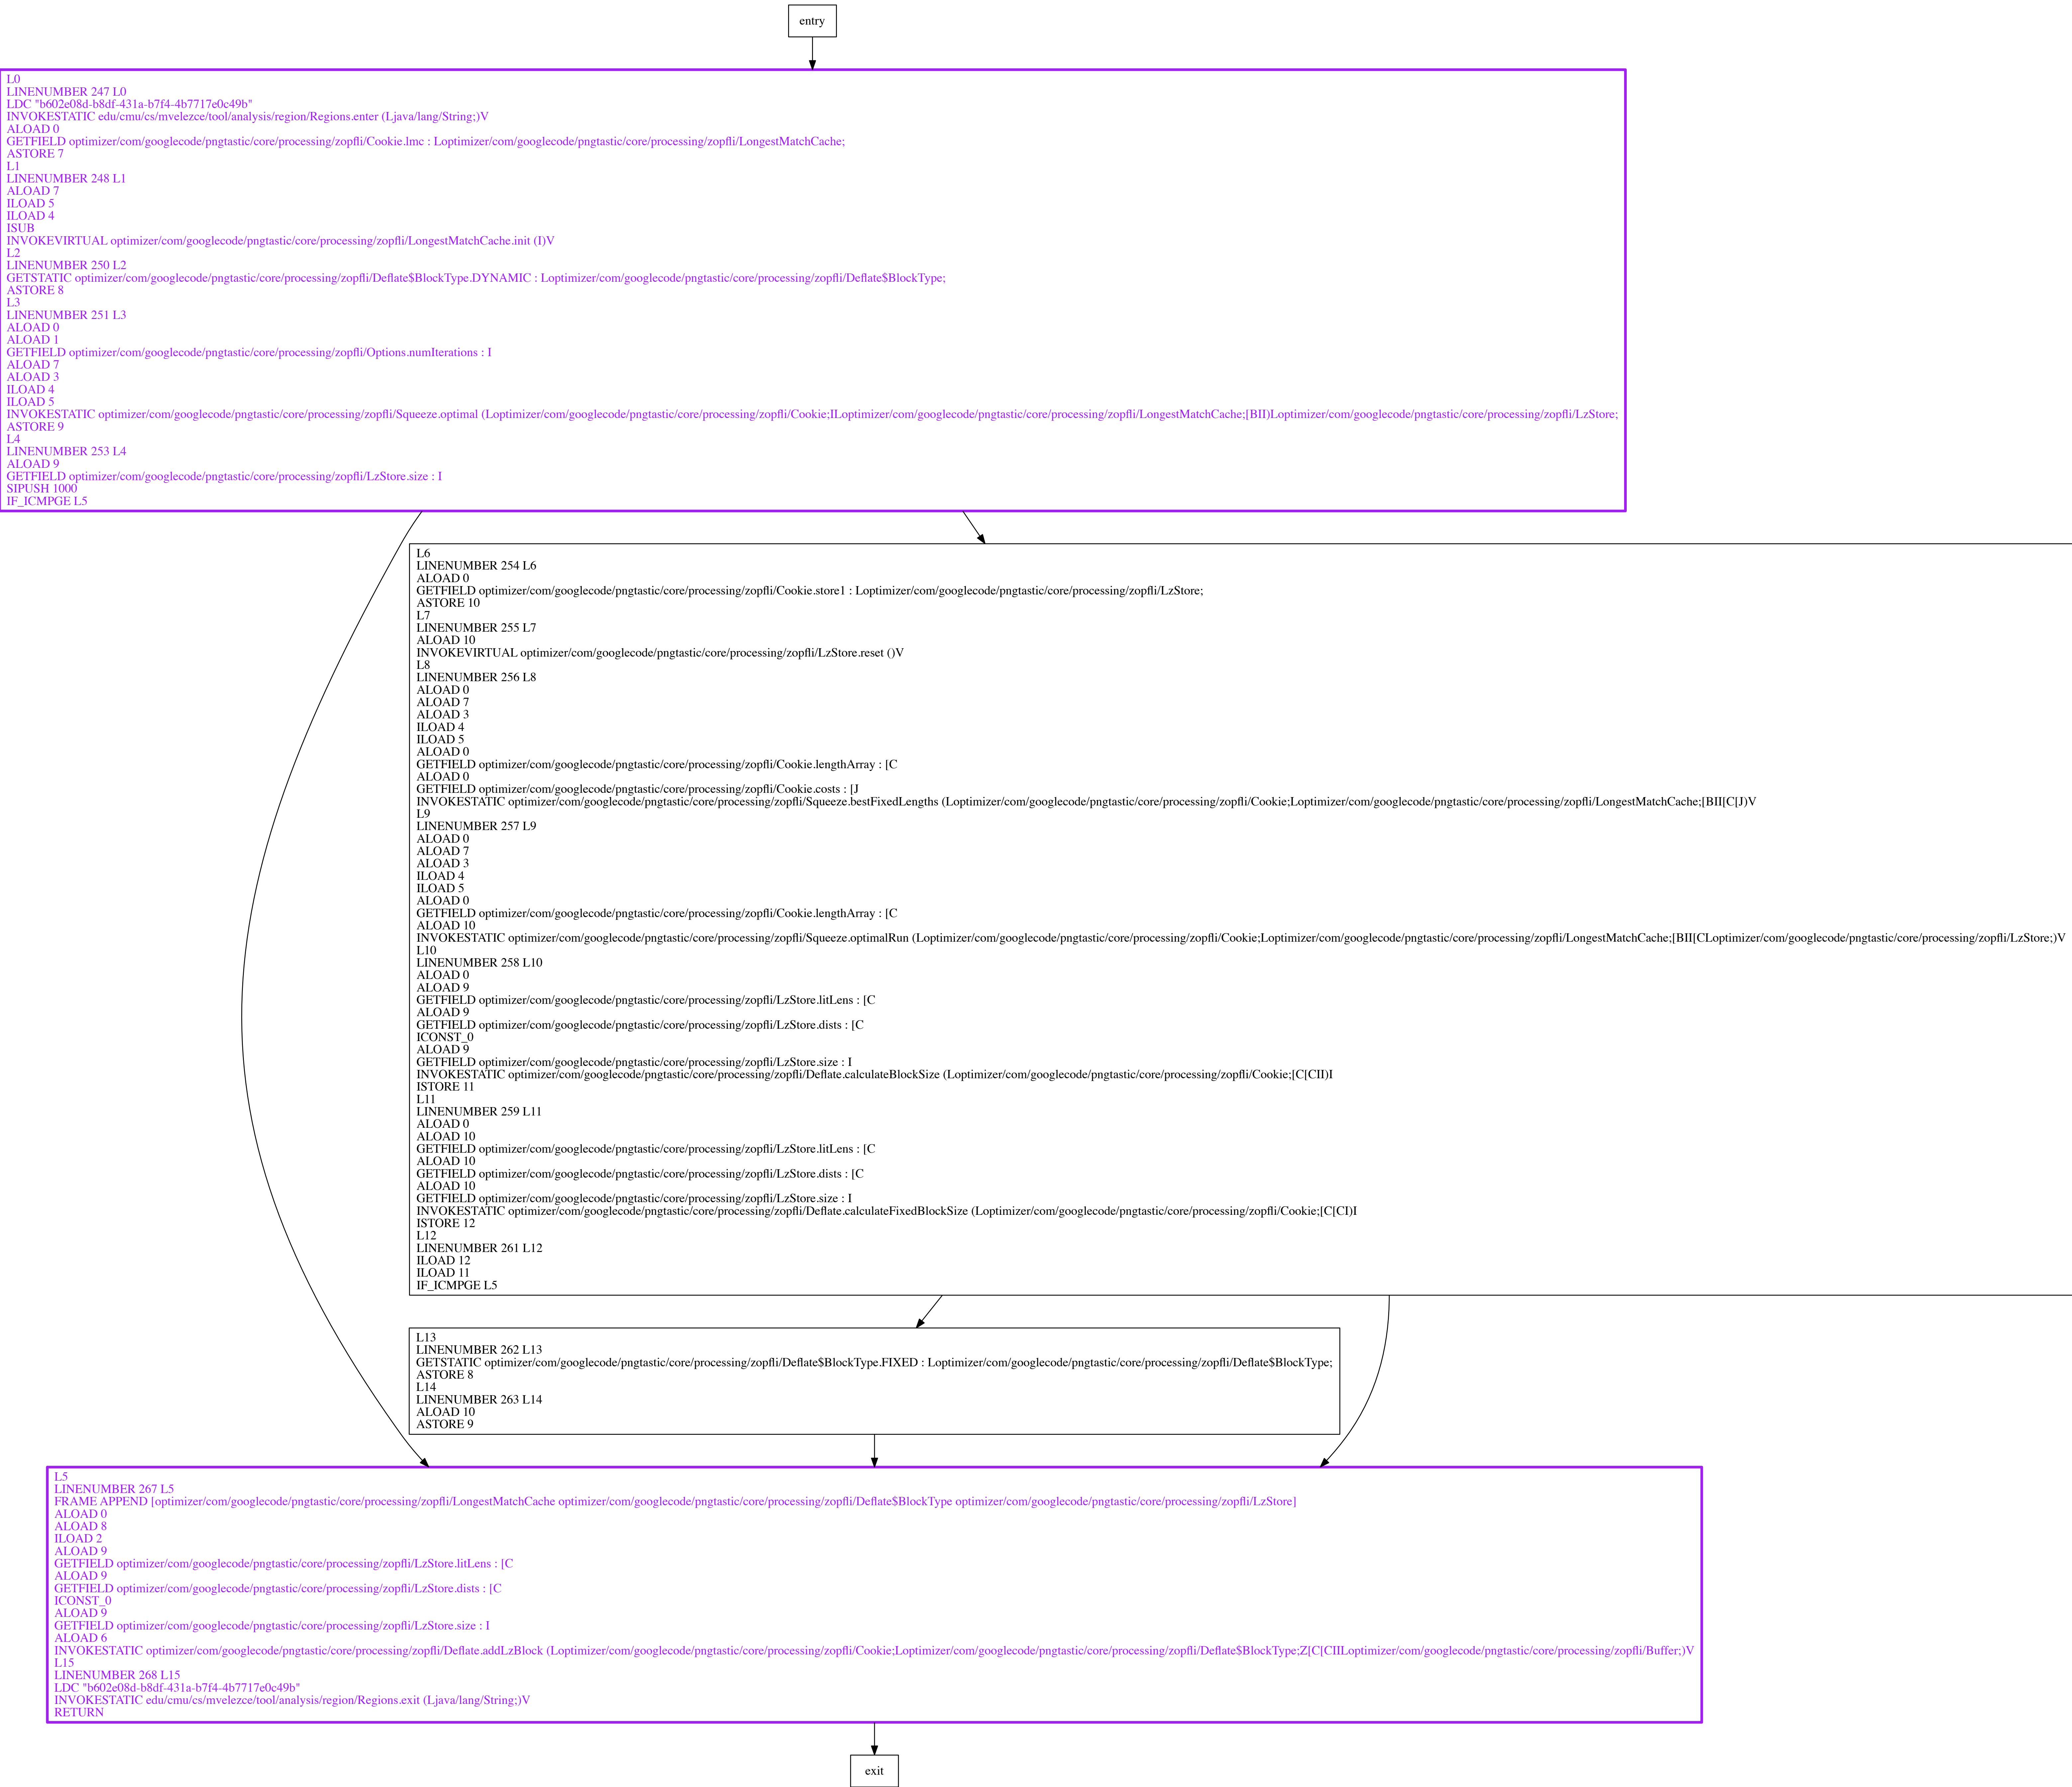 entry
L0
LINENUMBER 247 L0
LDC "b602e08d-b8df-431a-b7f4-4b7717e0c49b"
INVOKESTATIC edu/cmu/cs/mvelezce/tool/analysis/region/Regions.enter (Ljava/lang/String;)V
ALOAD 0
GETFIELD optimizer/com/googlecode/pngtastic/core/processing/zopfli/Cookie.lmc : Loptimizer/com/googlecode/pngtastic/core/processing/zopfli/LongestMatchCache;
ASTORE 7
L1
LINENUMBER 248 L1
ALOAD 7
ILOAD 5
ILOAD 4
ISUB
INVOKEVIRTUAL optimizer/com/googlecode/pngtastic/core/processing/zopfli/LongestMatchCache.init (I)V
L2
LINENUMBER 250 L2
GETSTATIC optimizer/com/googlecode/pngtastic/core/processing/zopfli/Deflate$BlockType.DYNAMIC : Loptimizer/com/googlecode/pngtastic/core/processing/zopfli/Deflate$BlockType;
ASTORE 8
L3
LINENUMBER 251 L3
ALOAD 0
ALOAD 1
GETFIELD optimizer/com/googlecode/pngtastic/core/processing/zopfli/Options.numIterations : I
ALOAD 7
ALOAD 3
ILOAD 4
ILOAD 5
INVOKESTATIC optimizer/com/googlecode/pngtastic/core/processing/zopfli/Squeeze.optimal (Loptimizer/com/googlecode/pngtastic/core/processing/zopfli/Cookie;ILoptimizer/com/googlecode/pngtastic/core/processing/zopfli/LongestMatchCache;[BII)Loptimizer/com/googlecode/pngtastic/core/processing/zopfli/LzStore;
ASTORE 9
L4
LINENUMBER 253 L4
ALOAD 9
GETFIELD optimizer/com/googlecode/pngtastic/core/processing/zopfli/LzStore.size : I
SIPUSH 1000
IF_ICMPGE L5
L6
LINENUMBER 254 L6
ALOAD 0
GETFIELD optimizer/com/googlecode/pngtastic/core/processing/zopfli/Cookie.store1 : Loptimizer/com/googlecode/pngtastic/core/processing/zopfli/LzStore;
ASTORE 10
L7
LINENUMBER 255 L7
ALOAD 10
INVOKEVIRTUAL optimizer/com/googlecode/pngtastic/core/processing/zopfli/LzStore.reset ()V
L8
LINENUMBER 256 L8
ALOAD 0
ALOAD 7
ALOAD 3
ILOAD 4
ILOAD 5
ALOAD 0
GETFIELD optimizer/com/googlecode/pngtastic/core/processing/zopfli/Cookie.lengthArray : [C
ALOAD 0
GETFIELD optimizer/com/googlecode/pngtastic/core/processing/zopfli/Cookie.costs : [J
INVOKESTATIC optimizer/com/googlecode/pngtastic/core/processing/zopfli/Squeeze.bestFixedLengths (Loptimizer/com/googlecode/pngtastic/core/processing/zopfli/Cookie;Loptimizer/com/googlecode/pngtastic/core/processing/zopfli/LongestMatchCache;[BII[C[J)V
L9
LINENUMBER 257 L9
ALOAD 0
ALOAD 7
ALOAD 3
ILOAD 4
ILOAD 5
ALOAD 0
GETFIELD optimizer/com/googlecode/pngtastic/core/processing/zopfli/Cookie.lengthArray : [C
ALOAD 10
INVOKESTATIC optimizer/com/googlecode/pngtastic/core/processing/zopfli/Squeeze.optimalRun (Loptimizer/com/googlecode/pngtastic/core/processing/zopfli/Cookie;Loptimizer/com/googlecode/pngtastic/core/processing/zopfli/LongestMatchCache;[BII[CLoptimizer/com/googlecode/pngtastic/core/processing/zopfli/LzStore;)V
L10
LINENUMBER 258 L10
ALOAD 0
ALOAD 9
GETFIELD optimizer/com/googlecode/pngtastic/core/processing/zopfli/LzStore.litLens : [C
ALOAD 9
GETFIELD optimizer/com/googlecode/pngtastic/core/processing/zopfli/LzStore.dists : [C
ICONST_0
ALOAD 9
GETFIELD optimizer/com/googlecode/pngtastic/core/processing/zopfli/LzStore.size : I
INVOKESTATIC optimizer/com/googlecode/pngtastic/core/processing/zopfli/Deflate.calculateBlockSize (Loptimizer/com/googlecode/pngtastic/core/processing/zopfli/Cookie;[C[CII)I
ISTORE 11
L11
LINENUMBER 259 L11
ALOAD 0
ALOAD 10
GETFIELD optimizer/com/googlecode/pngtastic/core/processing/zopfli/LzStore.litLens : [C
ALOAD 10
GETFIELD optimizer/com/googlecode/pngtastic/core/processing/zopfli/LzStore.dists : [C
ALOAD 10
GETFIELD optimizer/com/googlecode/pngtastic/core/processing/zopfli/LzStore.size : I
INVOKESTATIC optimizer/com/googlecode/pngtastic/core/processing/zopfli/Deflate.calculateFixedBlockSize (Loptimizer/com/googlecode/pngtastic/core/processing/zopfli/Cookie;[C[CI)I
ISTORE 12
L12
LINENUMBER 261 L12
ILOAD 12
ILOAD 11
IF_ICMPGE L5
L13
LINENUMBER 262 L13
GETSTATIC optimizer/com/googlecode/pngtastic/core/processing/zopfli/Deflate$BlockType.FIXED : Loptimizer/com/googlecode/pngtastic/core/processing/zopfli/Deflate$BlockType;
ASTORE 8
L14
LINENUMBER 263 L14
ALOAD 10
ASTORE 9
L5
LINENUMBER 267 L5
FRAME APPEND [optimizer/com/googlecode/pngtastic/core/processing/zopfli/LongestMatchCache optimizer/com/googlecode/pngtastic/core/processing/zopfli/Deflate$BlockType optimizer/com/googlecode/pngtastic/core/processing/zopfli/LzStore]
ALOAD 0
ALOAD 8
ILOAD 2
ALOAD 9
GETFIELD optimizer/com/googlecode/pngtastic/core/processing/zopfli/LzStore.litLens : [C
ALOAD 9
GETFIELD optimizer/com/googlecode/pngtastic/core/processing/zopfli/LzStore.dists : [C
ICONST_0
ALOAD 9
GETFIELD optimizer/com/googlecode/pngtastic/core/processing/zopfli/LzStore.size : I
ALOAD 6
INVOKESTATIC optimizer/com/googlecode/pngtastic/core/processing/zopfli/Deflate.addLzBlock (Loptimizer/com/googlecode/pngtastic/core/processing/zopfli/Cookie;Loptimizer/com/googlecode/pngtastic/core/processing/zopfli/Deflate$BlockType;Z[C[CIILoptimizer/com/googlecode/pngtastic/core/processing/zopfli/Buffer;)V
L15
LINENUMBER 268 L15
LDC "b602e08d-b8df-431a-b7f4-4b7717e0c49b"
INVOKESTATIC edu/cmu/cs/mvelezce/tool/analysis/region/Regions.exit (Ljava/lang/String;)V
RETURN
exit